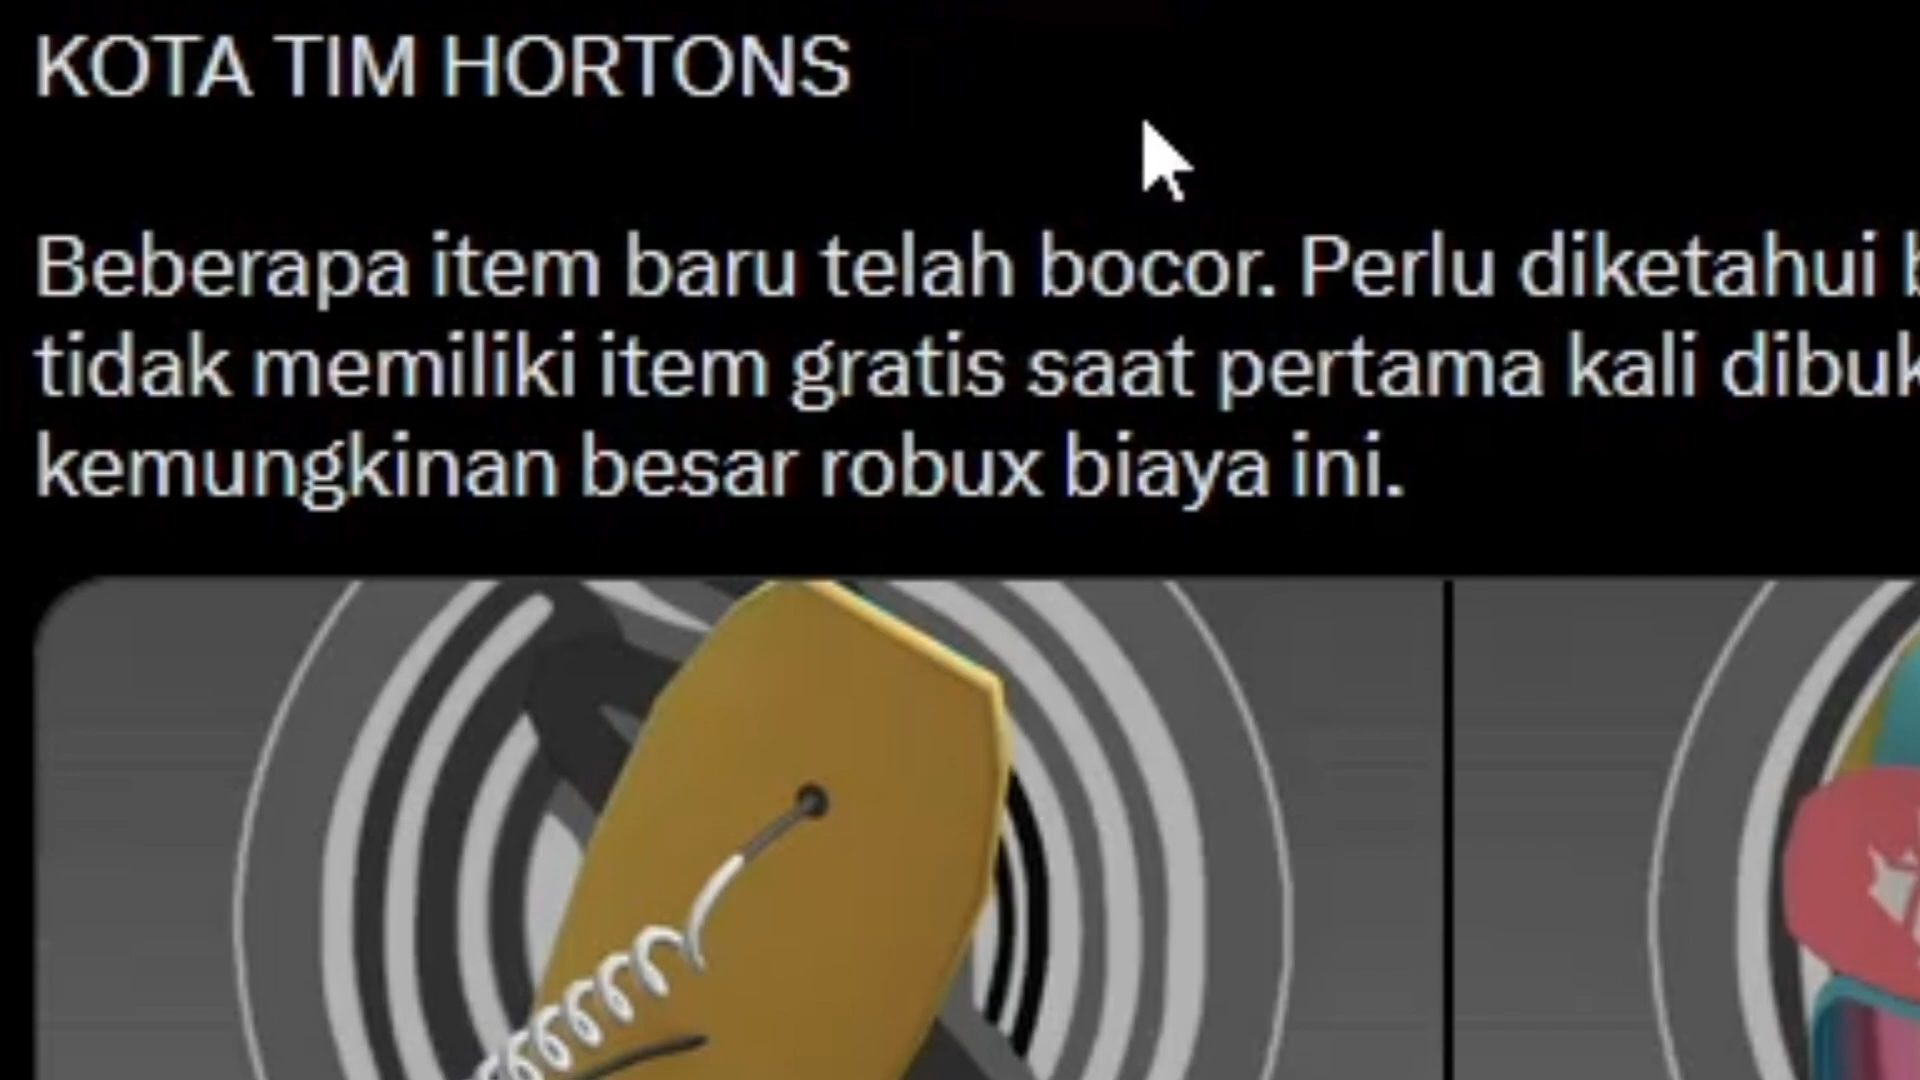 KOTA TIM HORTONS
Beberapa item baru telah bocor. Perlu diketahui
tidak memiliki item gratis saat pertama kali
kemungkinan besar robux biaya ini.